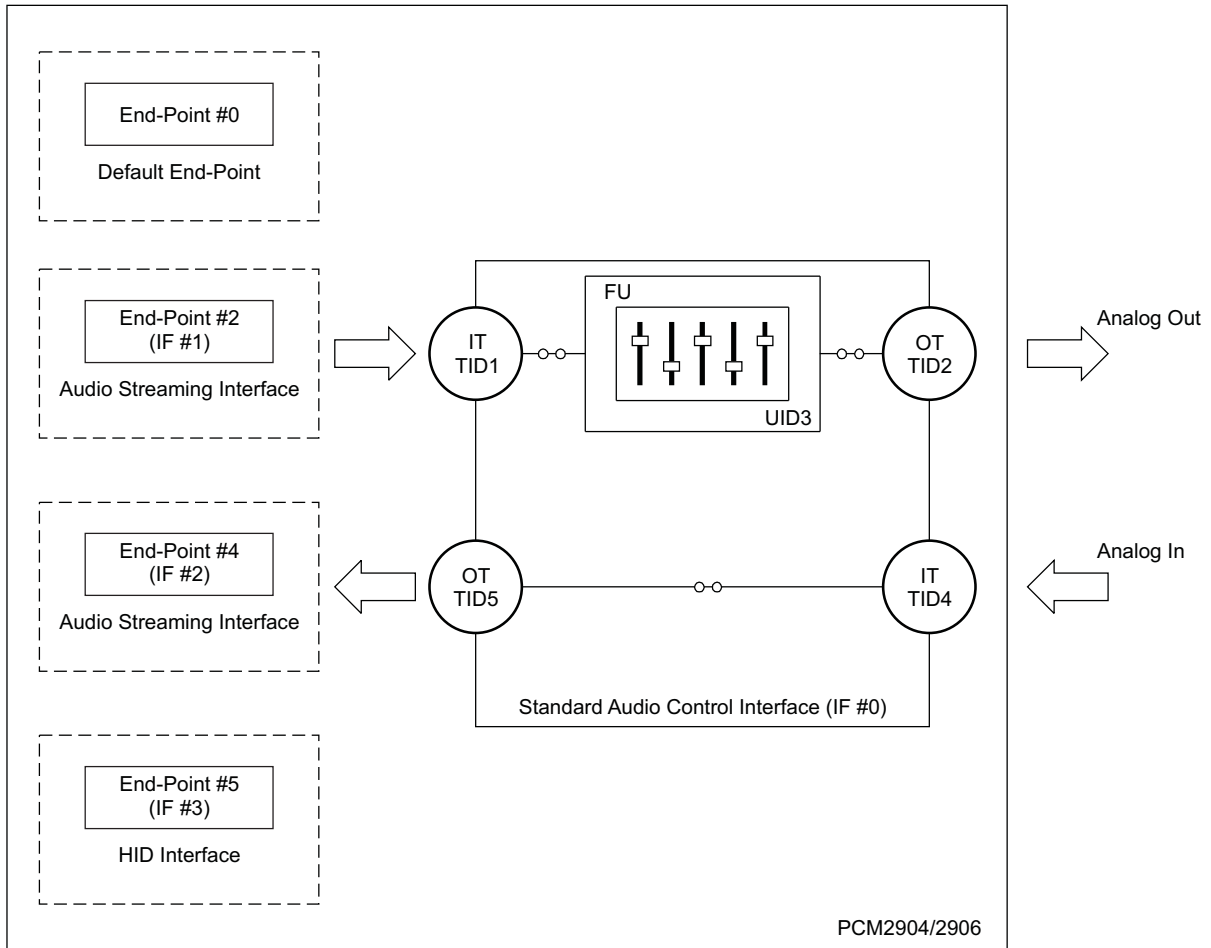 End-Point #0
Default End-Point
End-Point #2
(IF #1)
Audio Streaming Interface
IT
TID1
FU
UID3
OT
TID2
Analog Out
End-Point #4
(IF #2)
Audio Streaming Interface
OT
TID5
IT
TID4
Analog In
Standard Audio Control Interface (IF #0)
End-Point #5
(IF #3)
HID Interface
PCM2904/2906